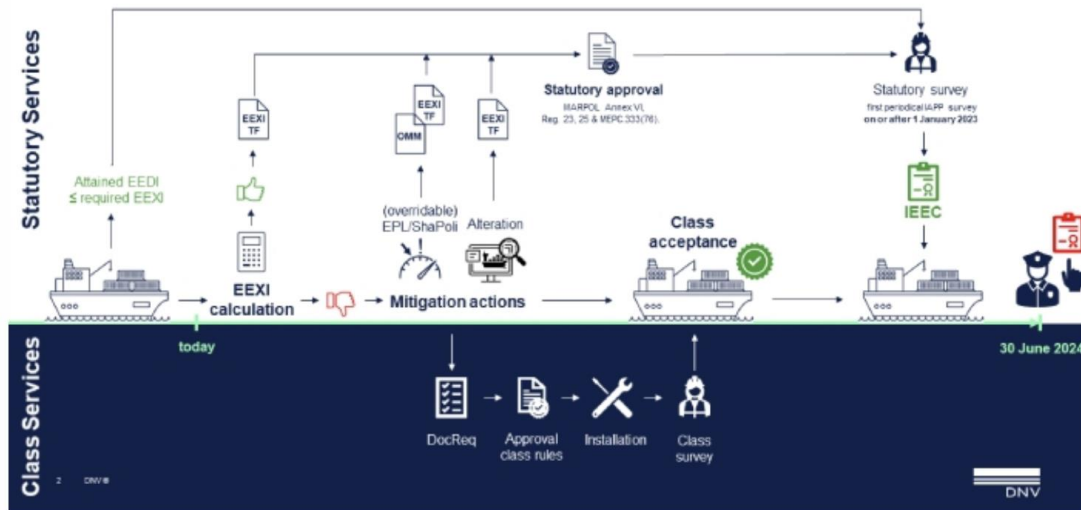 Statutory Services
Attained EEDI
≤ required EEXI
EEXI
TF
EEXI
calculation
EEXI
TF
OMM
(overridable)
EPL/ShaPoli
EEXI
TF
Alteration
Mitigation actions
Statutory approval
MARPOL Annex VI,
Reg. 23, 25 & MEPC 333(76).
Class
acceptance
Statutory survey
first periodical IAPP survey
on or after 1 January 2023
IEEC
today
30 June 2024
Class Services
DocReq
Approval
class rules
Installation
Class
survey
2 DNV ©
DNV